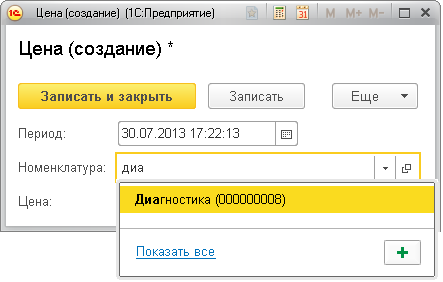 Цена (создание) (1С:Предприятие)
M M+ M-
Цена (создание) *
Записать и закрыть Записать Еще
Период: 30.07.2013 17:22:13
Номенклатура: диа
Цена:
Диагностика (000000008)
Показать все